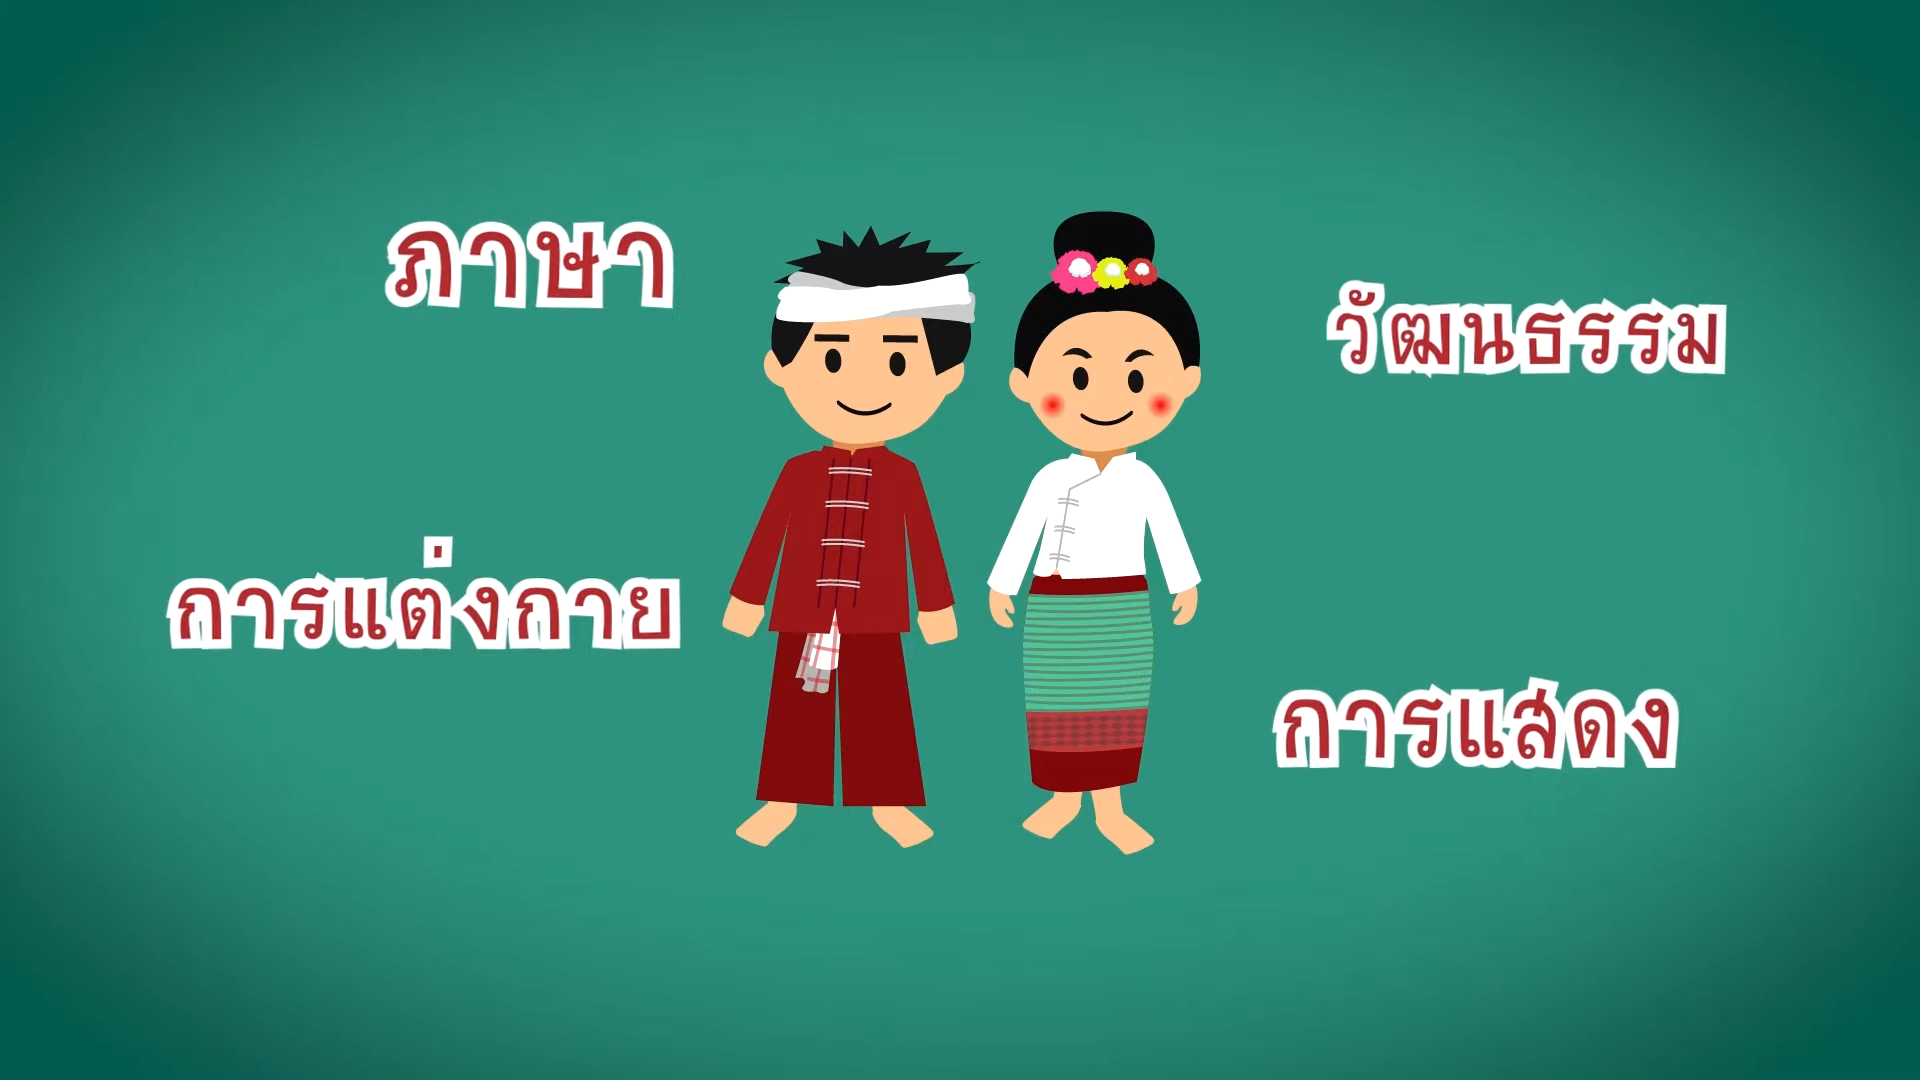 ภาษา
วัฒนธรรม
การแต่งกาย
การแสดง